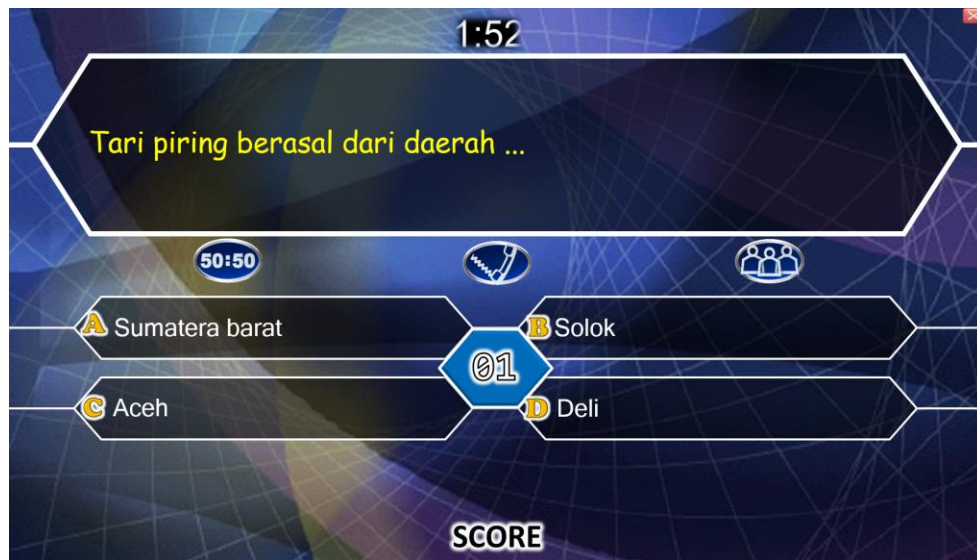 1:52
Tari piring berasal dari daerah ...
50:50
A Sumatera barat
B Solok
01
C Aceh
D Deli
SCORE